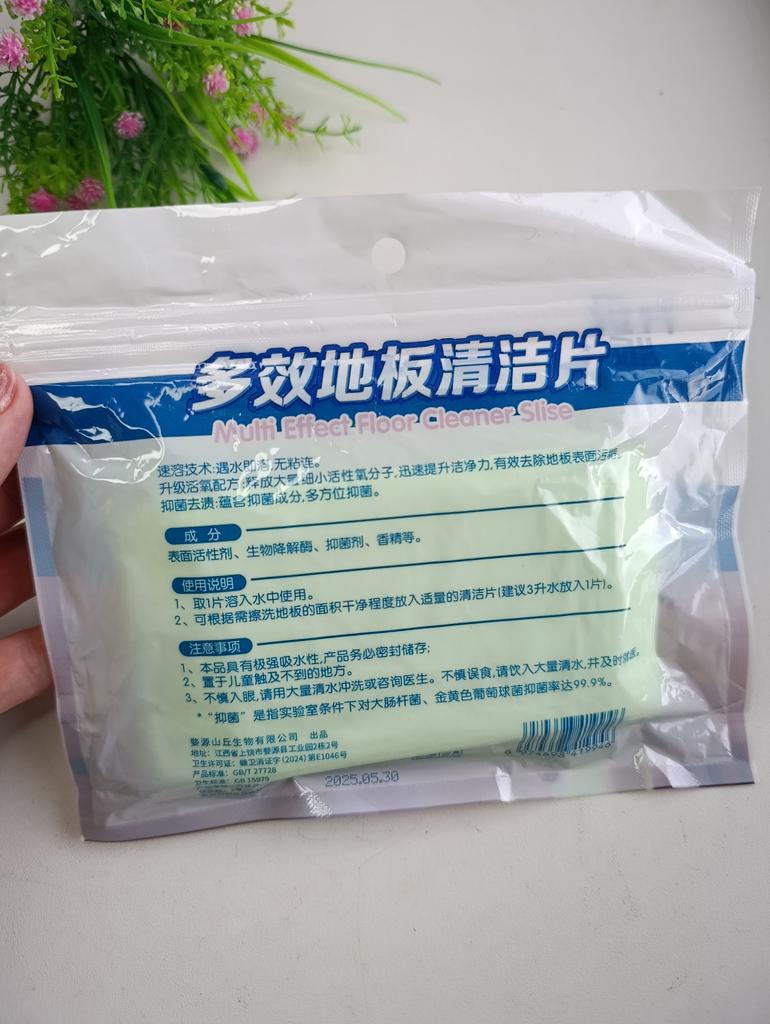 多效地板清洁片
Multi Effect Floor Cleaner Slise
速溶技术:遇水即溶,无粘连。
升级活氧配方:释放大量细小活性氧分子,迅速提升洁净力,有效去除地板表面污渍。
抑菌去渍:蕴含抑菌成分,多方位抑菌。
成 分
表面活性剂、生物降解酶、抑菌剂、香精等。
使用说明
1、取1片溶入水中使用。
2、可根据需擦洗地板的面积干净程度放入适量的清洁片(建议3升水放入1片)。
注意事项
1、本品具有极强吸水性,产品务必密封储存;
2、置于儿童触及不到的地方。
3、不慎入眼,请用大量清水冲洗或咨询医生。不慎误食,请饮入大量清水,并及时就医。
*“抑菌”是指实验室条件下对大肠杆菌、金黄色葡萄球菌抑菌率达99.9%。
婺源山丘生物有限公司 出品
地址:江西省上饶市婺源县工业园2栋2号
卫生许可证:赣卫消证字(2024)第E1046号
产品标准:GB/T 27728
卫生标准:GB 15979
2025.05.30